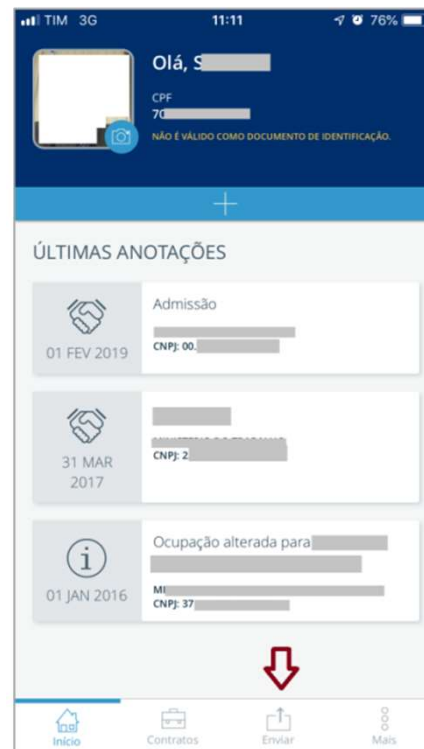 TIM 3G 11:11 76%
Olá, S
CPF
70
NÃO É VÁLIDO COMO DOCUMENTO DE IDENTIFICAÇÃO.
ÚLTIMAS ANOTAÇÕES
Admissão
CNPJ: 00.
01 FEV 2019
CNPJ: 2
31 MAR
2017
Ocupação alterada para
MI
CNPJ: 37
01 JAN 2016
Início Contratos Enviar Mais